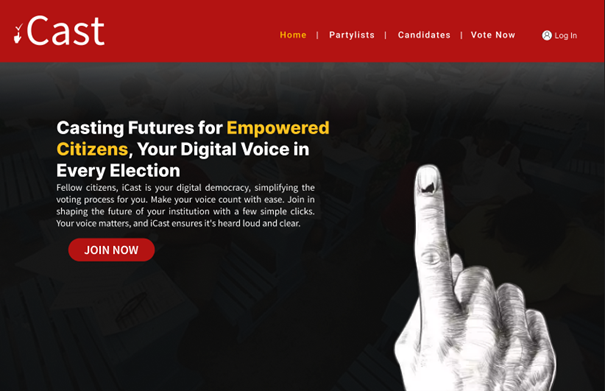 iCast
Home | Partylists | Candidates | Vote Now Log In
Casting Futures for Empowered
Citizens, Your Digital Voice in
Every Election
Fellow citizens, iCast is your digital democracy, simplifying the
voting process for you. Make your voice count with ease. Join in
shaping the future of your institution with a few simple clicks.
Your voice matters, and iCast ensures it's heard loud and clear.
JOIN NOW